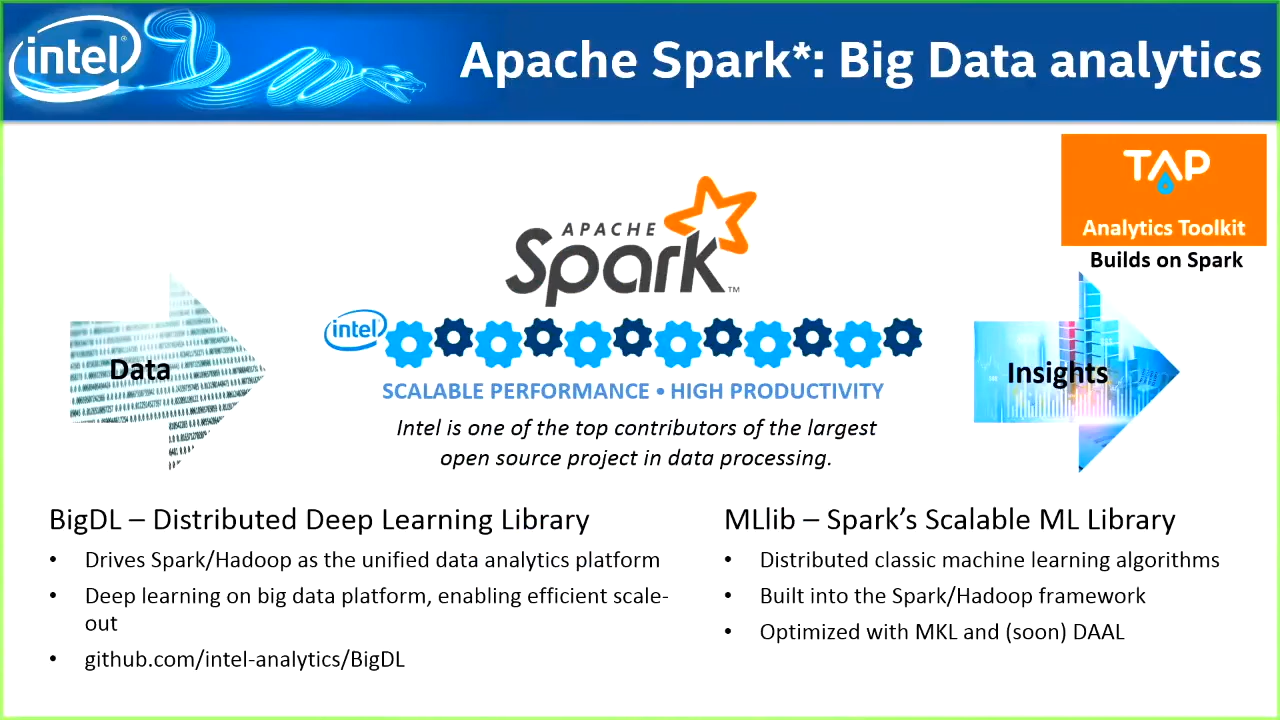 intel
Apache Spark*: Big Data analytics
TAP
Analytics Toolkit
Builds on Spark
APACHE
Spark™
intel
Data
Insights
SCALABLE PERFORMANCE • HIGH PRODUCTIVITY
Intel is one of the top contributors of the largest
open source project in data processing.
BigDL – Distributed Deep Learning Library
• Drives Spark/Hadoop as the unified data analytics platform
• Deep learning on big data platform, enabling efficient scale-
out
• github.com/intel-analytics/BigDL
MLlib – Spark's Scalable ML Library
• Distributed classic machine learning algorithms
• Built into the Spark/Hadoop framework
• Optimized with MKL and (soon) DAAL